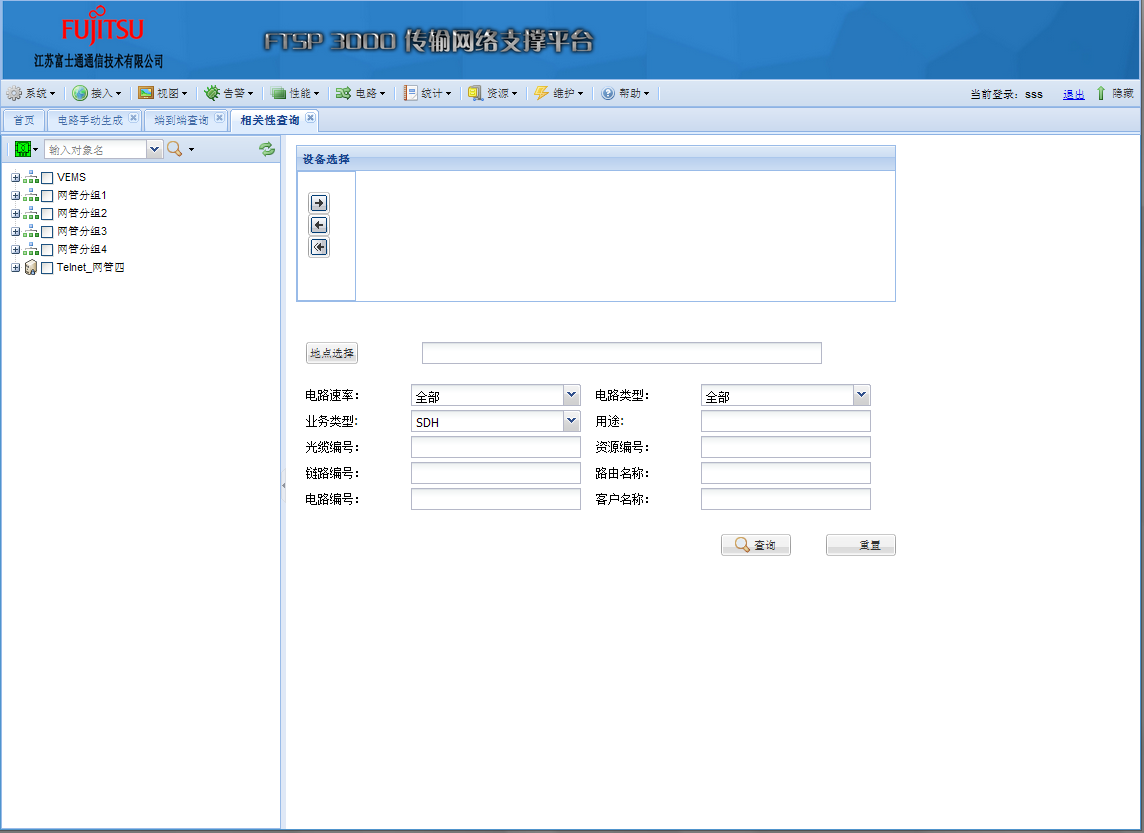 FUJITSU
江苏富士通通信技术有限公司
FTSP 3000 传输网络支撑平台
系统 接入 视图 告警 性能 电路 统计 资源 维护 帮助 当前登录: sss 退出 隐藏
首页 电路手动生成 端到端查询 相关性查询
输入对象名
VEMS
网管分组1
网管分组2
网管分组3
网管分组4
Telnet_网管四
设备选择
地点选择
电路速率: 全部 电路类型: 全部
业务类型: SDH 用途:
光缆编号: 资源编号:
链路编号: 路由名称:
电路编号: 客户名称:
查询 重置